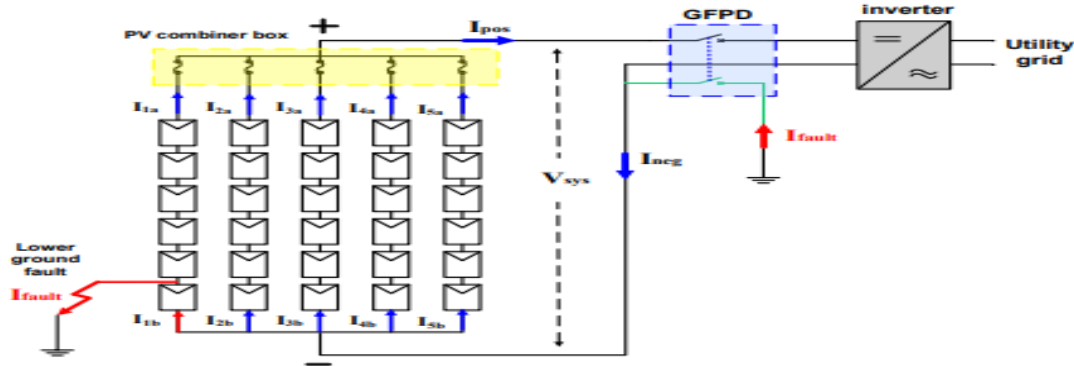 PV combiner box
+
Ipos
GFPD
inverter
Utility
grid
I1a
I2a
I3a
I4a
I5a
Ifault
Ineg
Vsys
Lower
ground
fault
Ifault
I1b
I2b
I3b
I4b
I5b
−